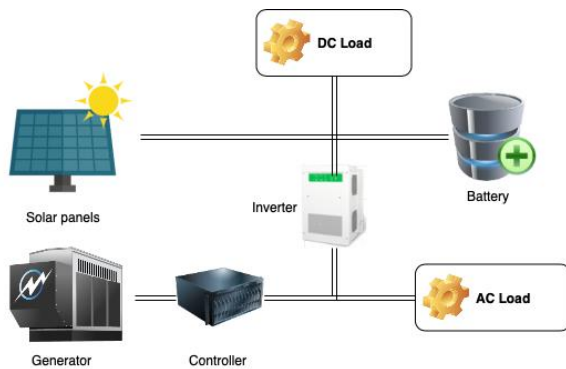 DC Load
Solar panels
Inverter
Battery
AC Load
Generator
Controller